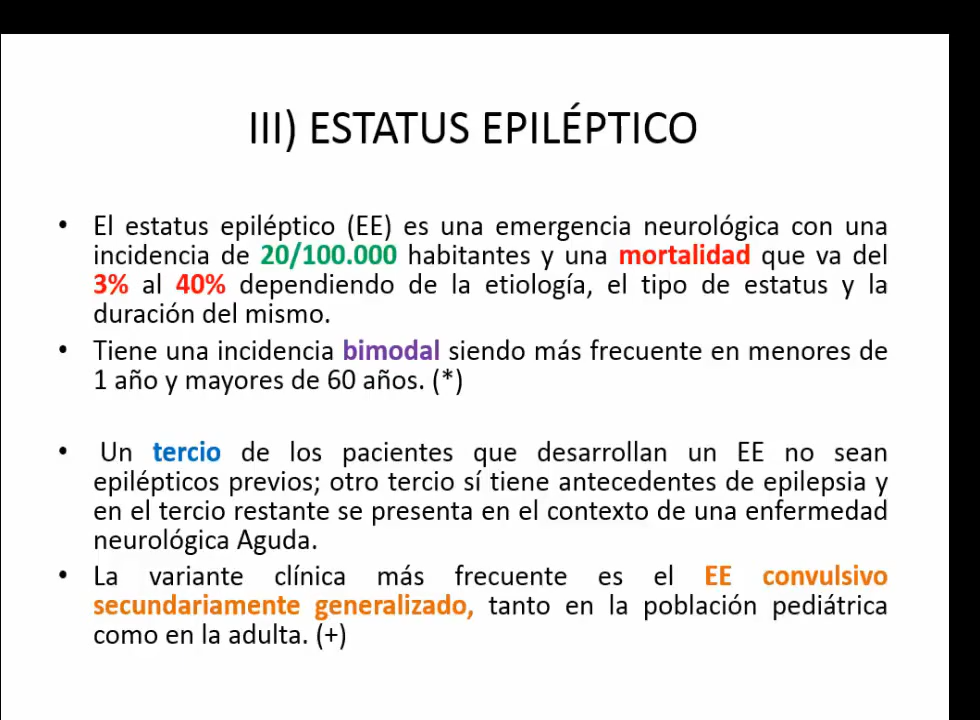 III) ESTATUS EPILÉPTICO
• El estatus epiléptico (EE) es una emergencia neurológica con una
incidencia de 20/100.000 habitantes y una mortalidad que va del
3% al 40% dependiendo de la etiología, el tipo de estatus y la
duración del mismo.
• Tiene una incidencia bimodal siendo más frecuente en menores de
1 año y mayores de 60 años. (*)
• Un tercio de los pacientes que desarrollan un EE no sean
epilépticos previos; otro tercio sí tiene antecedentes de epilepsia y
en el tercio restante se presenta en el contexto de una enfermedad
neurológica Aguda.
• La variante clínica más frecuente es el EE convulsivo
secundariamente generalizado, tanto en la población pediátrica
como en la adulta. (+)